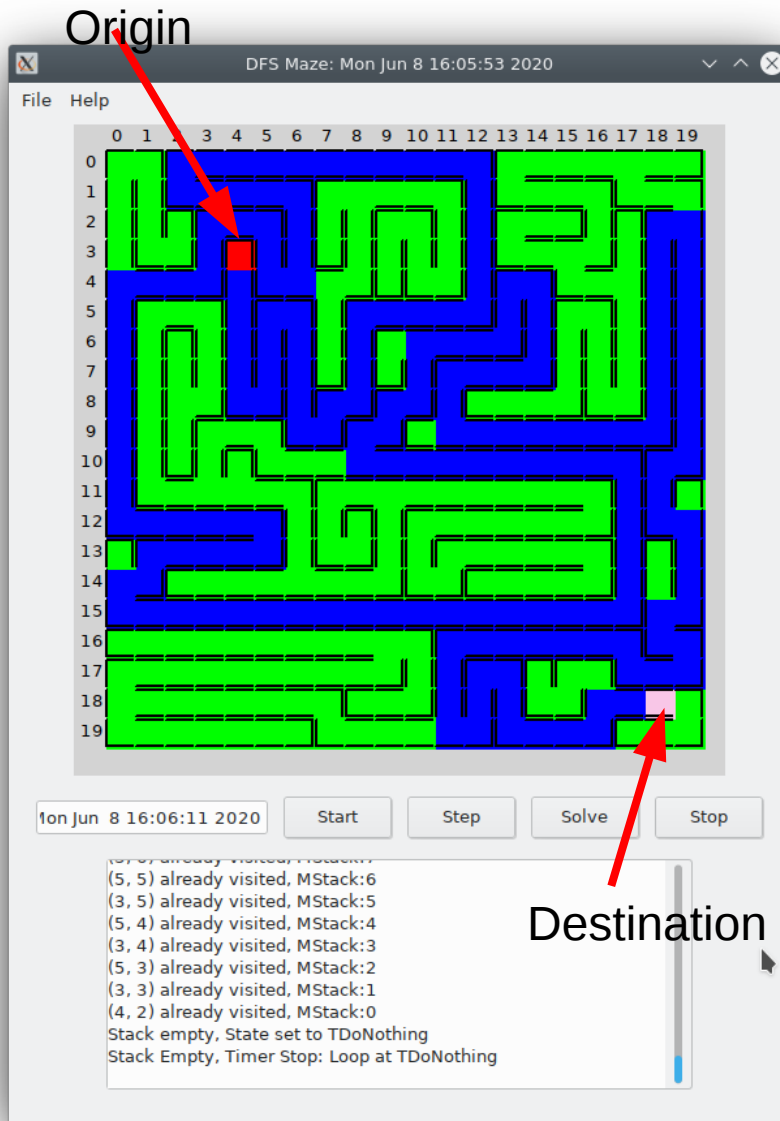 Origin
DFS Maze: Mon Jun 8 16:05:53 2020
File Help
0 1 2 3 4 5 6 7 8 9 10 11 12 13 14 15 16 17 18 19
0
1
2
3
4
5
6
7
8
9
10
11
12
13
14
15
16
17
18
19
Jun 8 16:06:11 2020
Start
Step
Solve
Stop
already visited,
(5, 5) already visited, MStack:6
(3, 5) already visited, MStack:5
(5, 4) already visited, MStack:4
(3, 4) already visited, MStack:3
(5, 3) already visited, MStack:2
(3, 3) already visited, MStack:1
(4, 2) already visited, MStack:0
Stack empty, State set to TDoNothing
Stack Empty, Timer Stop: Loop at TDoNothing
Destination